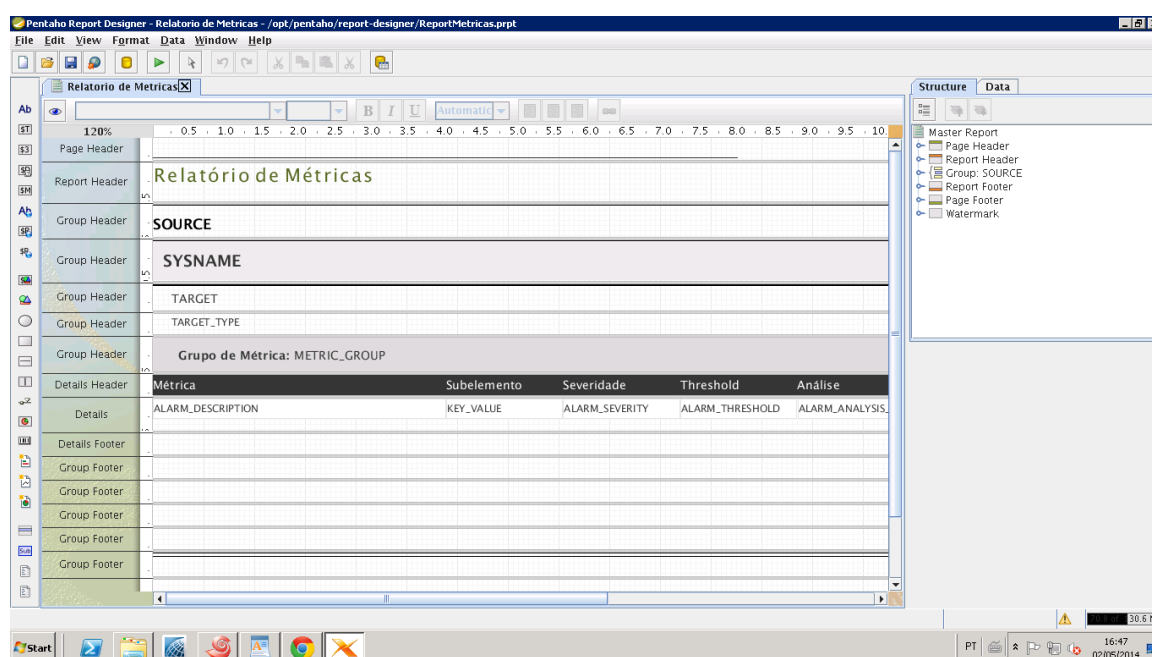 Pentaho Report Designer - Relatorio de Metricas - /opt/pentaho/report-designer/ReportMetricas.prpt
File Edit View Format Data Window Help
Relatorio de Metricas
Structure Data
Ab
Automatic
B I U
120%
0.5 1.0 1.5 2.0 2.5 3.0 3.5 4.0 4.5 5.0 5.5 6.0 6.5 7.0 7.5 8.0 8.5 9.0 9.5 10.
Master Report
Page Header
Report Header
Group: SOURCE
Report Footer
Page Footer
Watermark
Page Header
Report Header
Relatório de Métricas
Group Header
SOURCE
Group Header
SYSNAME
Group Header
TARGET
Group Header
TARGET_TYPE
Group Header
Grupo de Métrica: METRIC_GROUP
Details Header
Métrica Subelemento Severidade Threshold Análise
Details
ALARM_DESCRIPTION KEY_VALUE ALARM_SEVERITY ALARM_THRESHOLD ALARM_ANALYSIS_
Details Footer
Group Footer
Group Footer
Group Footer
Group Footer
Group Footer
Sub
Start
PT
16:47
02/05/2014